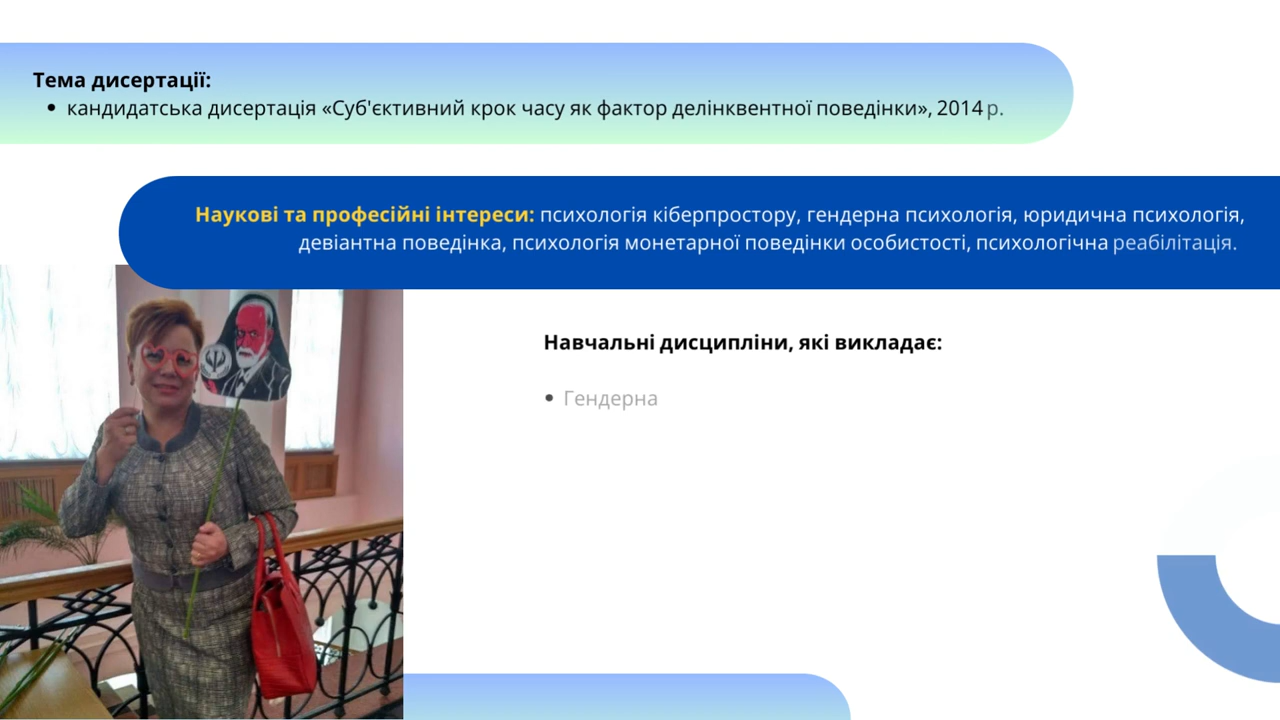 Тема дисертації:
• кандидатська дисертація «Суб'єктивний крок часу як фактор делінквентної поведінки», 2014 р.
Наукові та професійні інтереси: психологія кіберпростору, гендерна психологія, юридична психологія,
девіантна поведінка, психологія монетарної поведінки особистості, психологічна реабілітація.
Навчальні дисципліни, які викладає:
• Гендерна